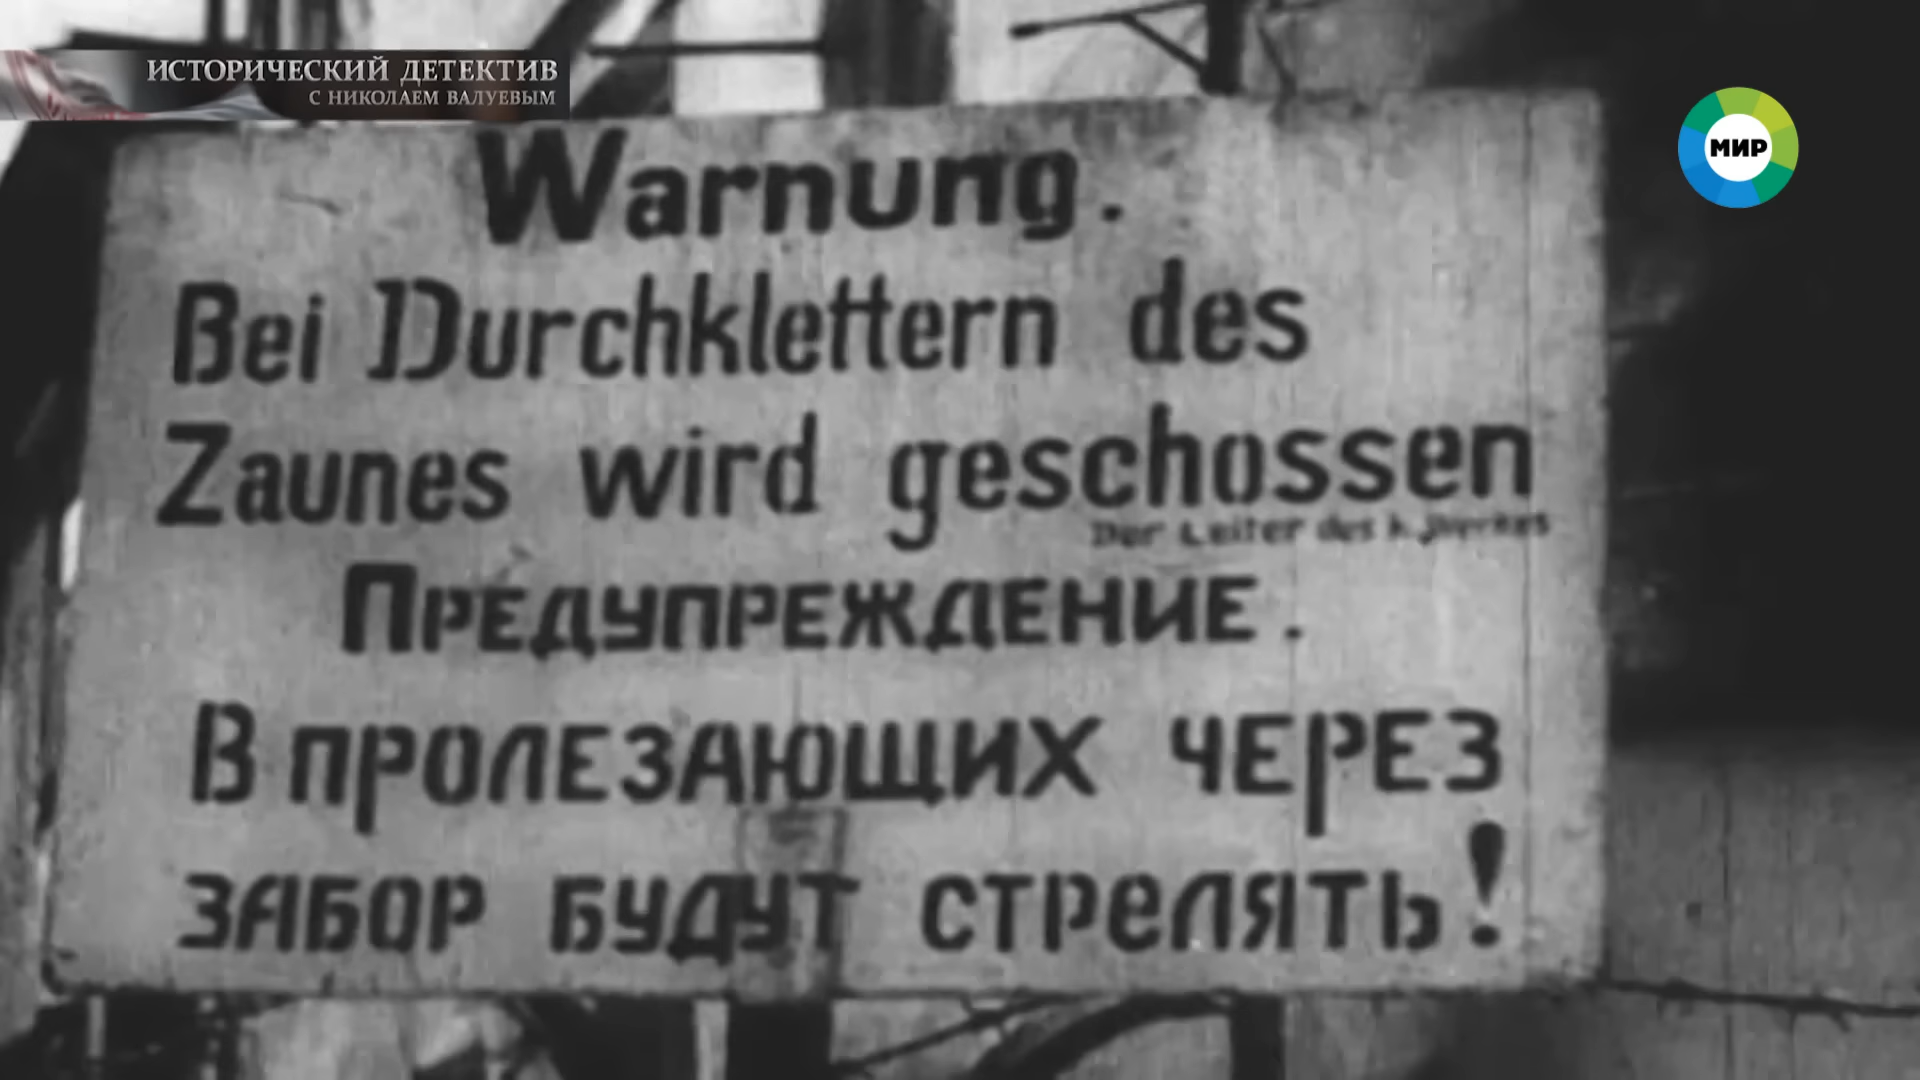 ИСТОРИЧЕСКИЙ ДЕТЕКТИВ
С НИКОЛАЕМ ВАЛУЕВЫМ
МИР
Warnung.
Bei Durchklettern des
Zaunes wird geschossen
Der Leiter des
ПРЕДУПРЕЖДЕНИЕ.
В ПРОЛЕЗАЮЩИХ ЧЕРЕЗ
ЗАБОР БУДУТ СТРЕЛЯТЬ!